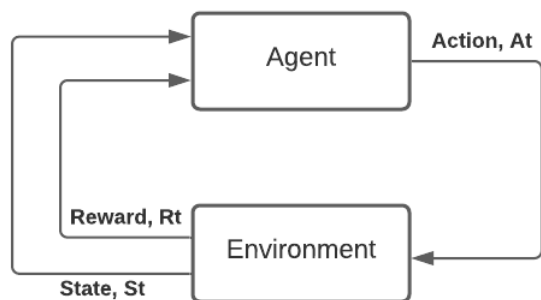 Agent
Action, At
Reward, Rt
Environment
State, St